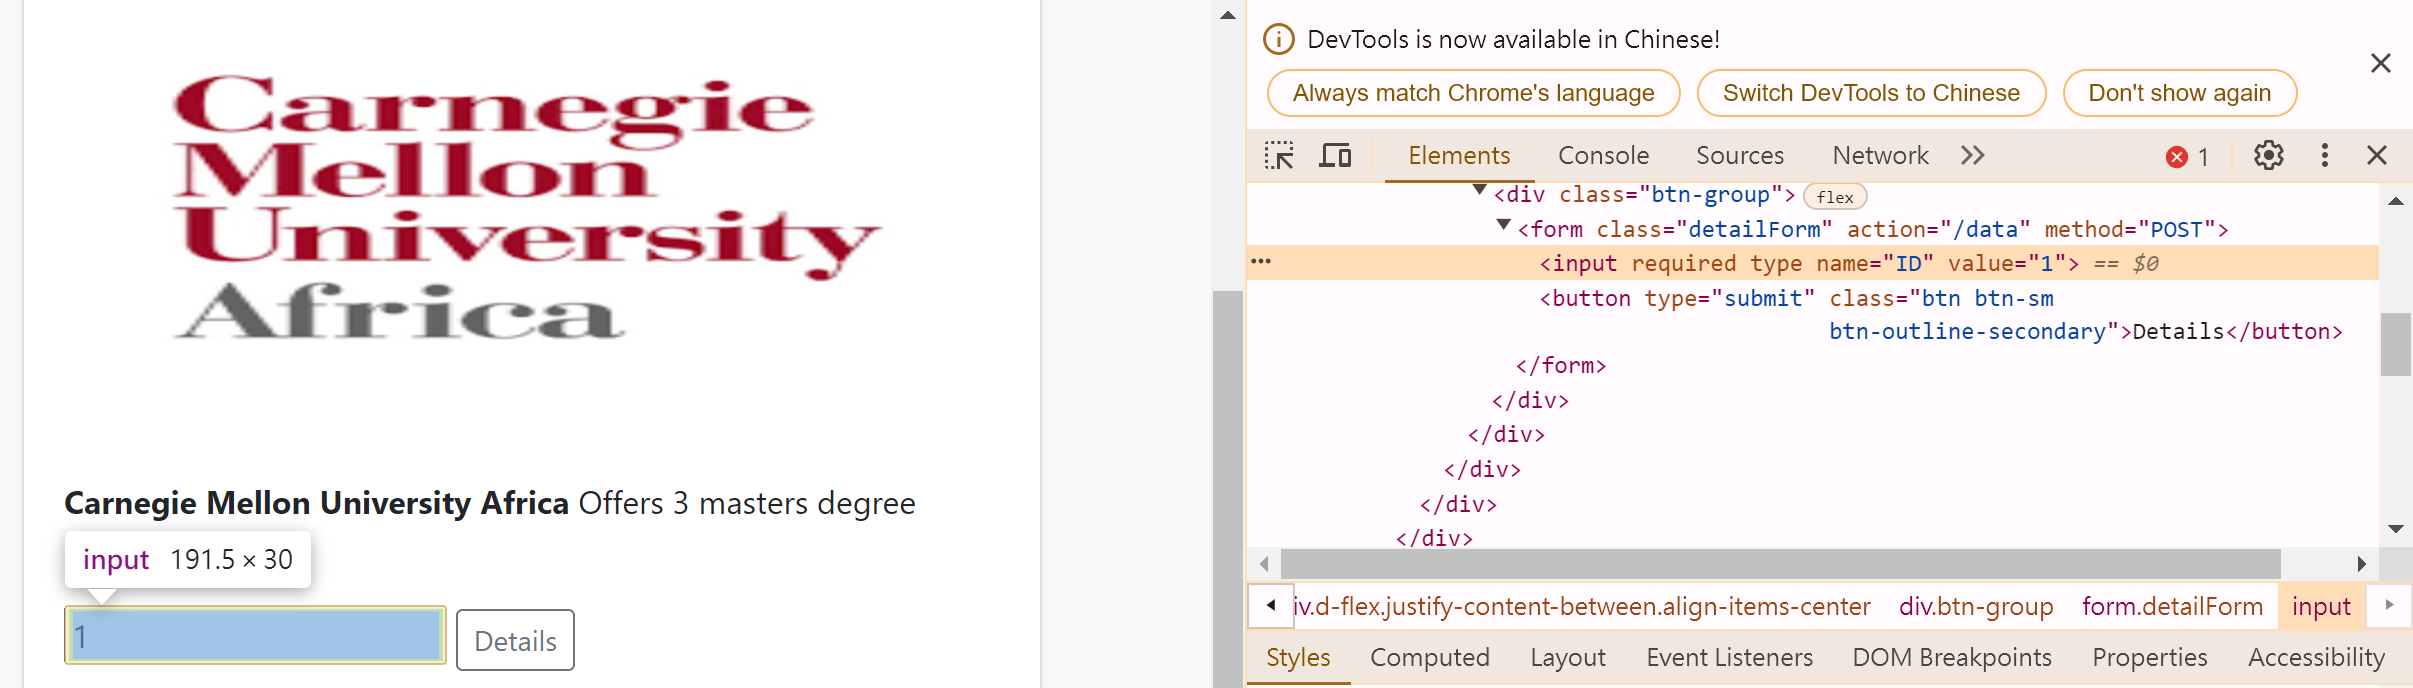 Carnegie
Mellon
University
Africa
Carnegie Mellon University Africa Offers 3 masters degree
input 191.5 × 30
1
Details
DevTools is now available in Chinese!
Always match Chrome's language
Switch DevTools to Chinese
Don't show again
Elements Console Sources Network 1
<div class="btn-group"> flex
<form class="detailForm" action="/data" method="POST">
<input required type name="ID" value="1"> == $0
<button type="submit" class="btn btn-sm
btn-outline-secondary">Details</button>
</form>
</div>
</div>
</div>
</div>
</div>
iv.d-flex.justify-content-between.align-items-center div.btn-group form.detailForm input
Styles Computed Layout Event Listeners DOM Breakpoints Properties Accessibility